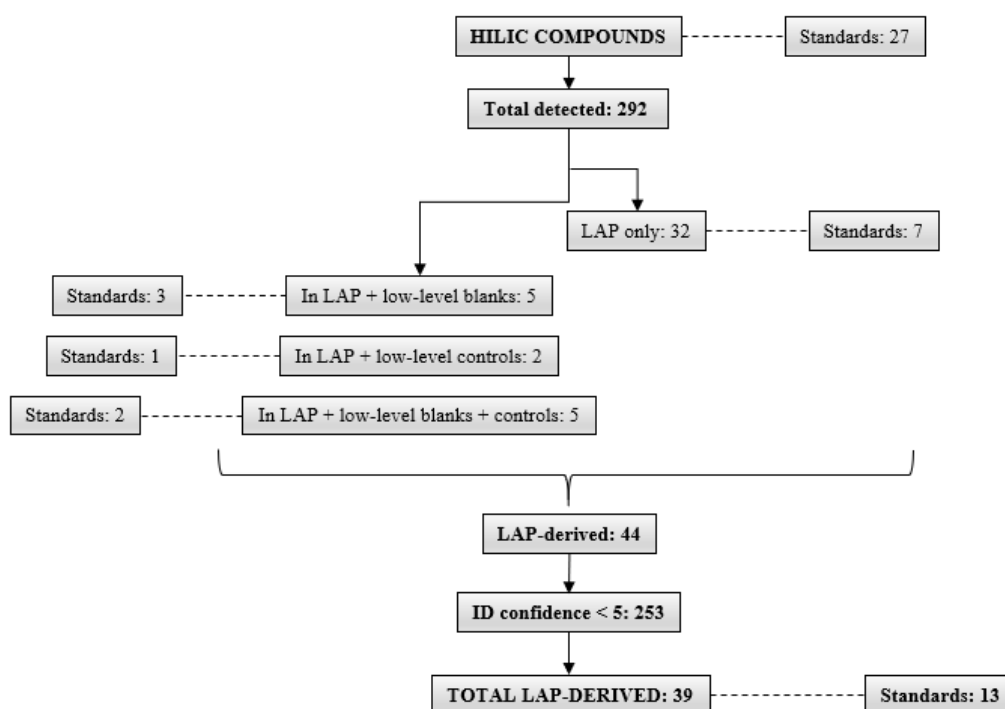 HILIC COMPOUNDS
Standards: 27
Total detected: 292
LAP only: 32
Standards: 7
Standards: 3
In LAP + low-level blanks: 5
Standards: 1
In LAP + low-level controls: 2
Standards: 2
In LAP + low-level blanks + controls: 5
LAP-derived: 44
ID confidence < 5: 253
TOTAL LAP-DERIVED: 39
Standards: 13